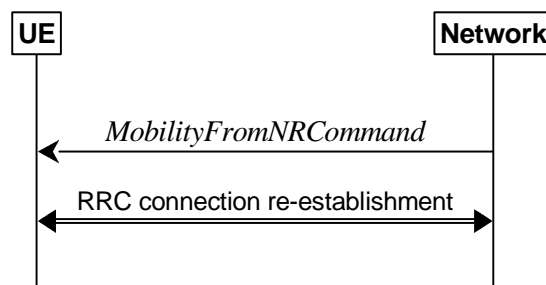 UE
Network
MobilityFromNRCommand
RRC connection re-establishment